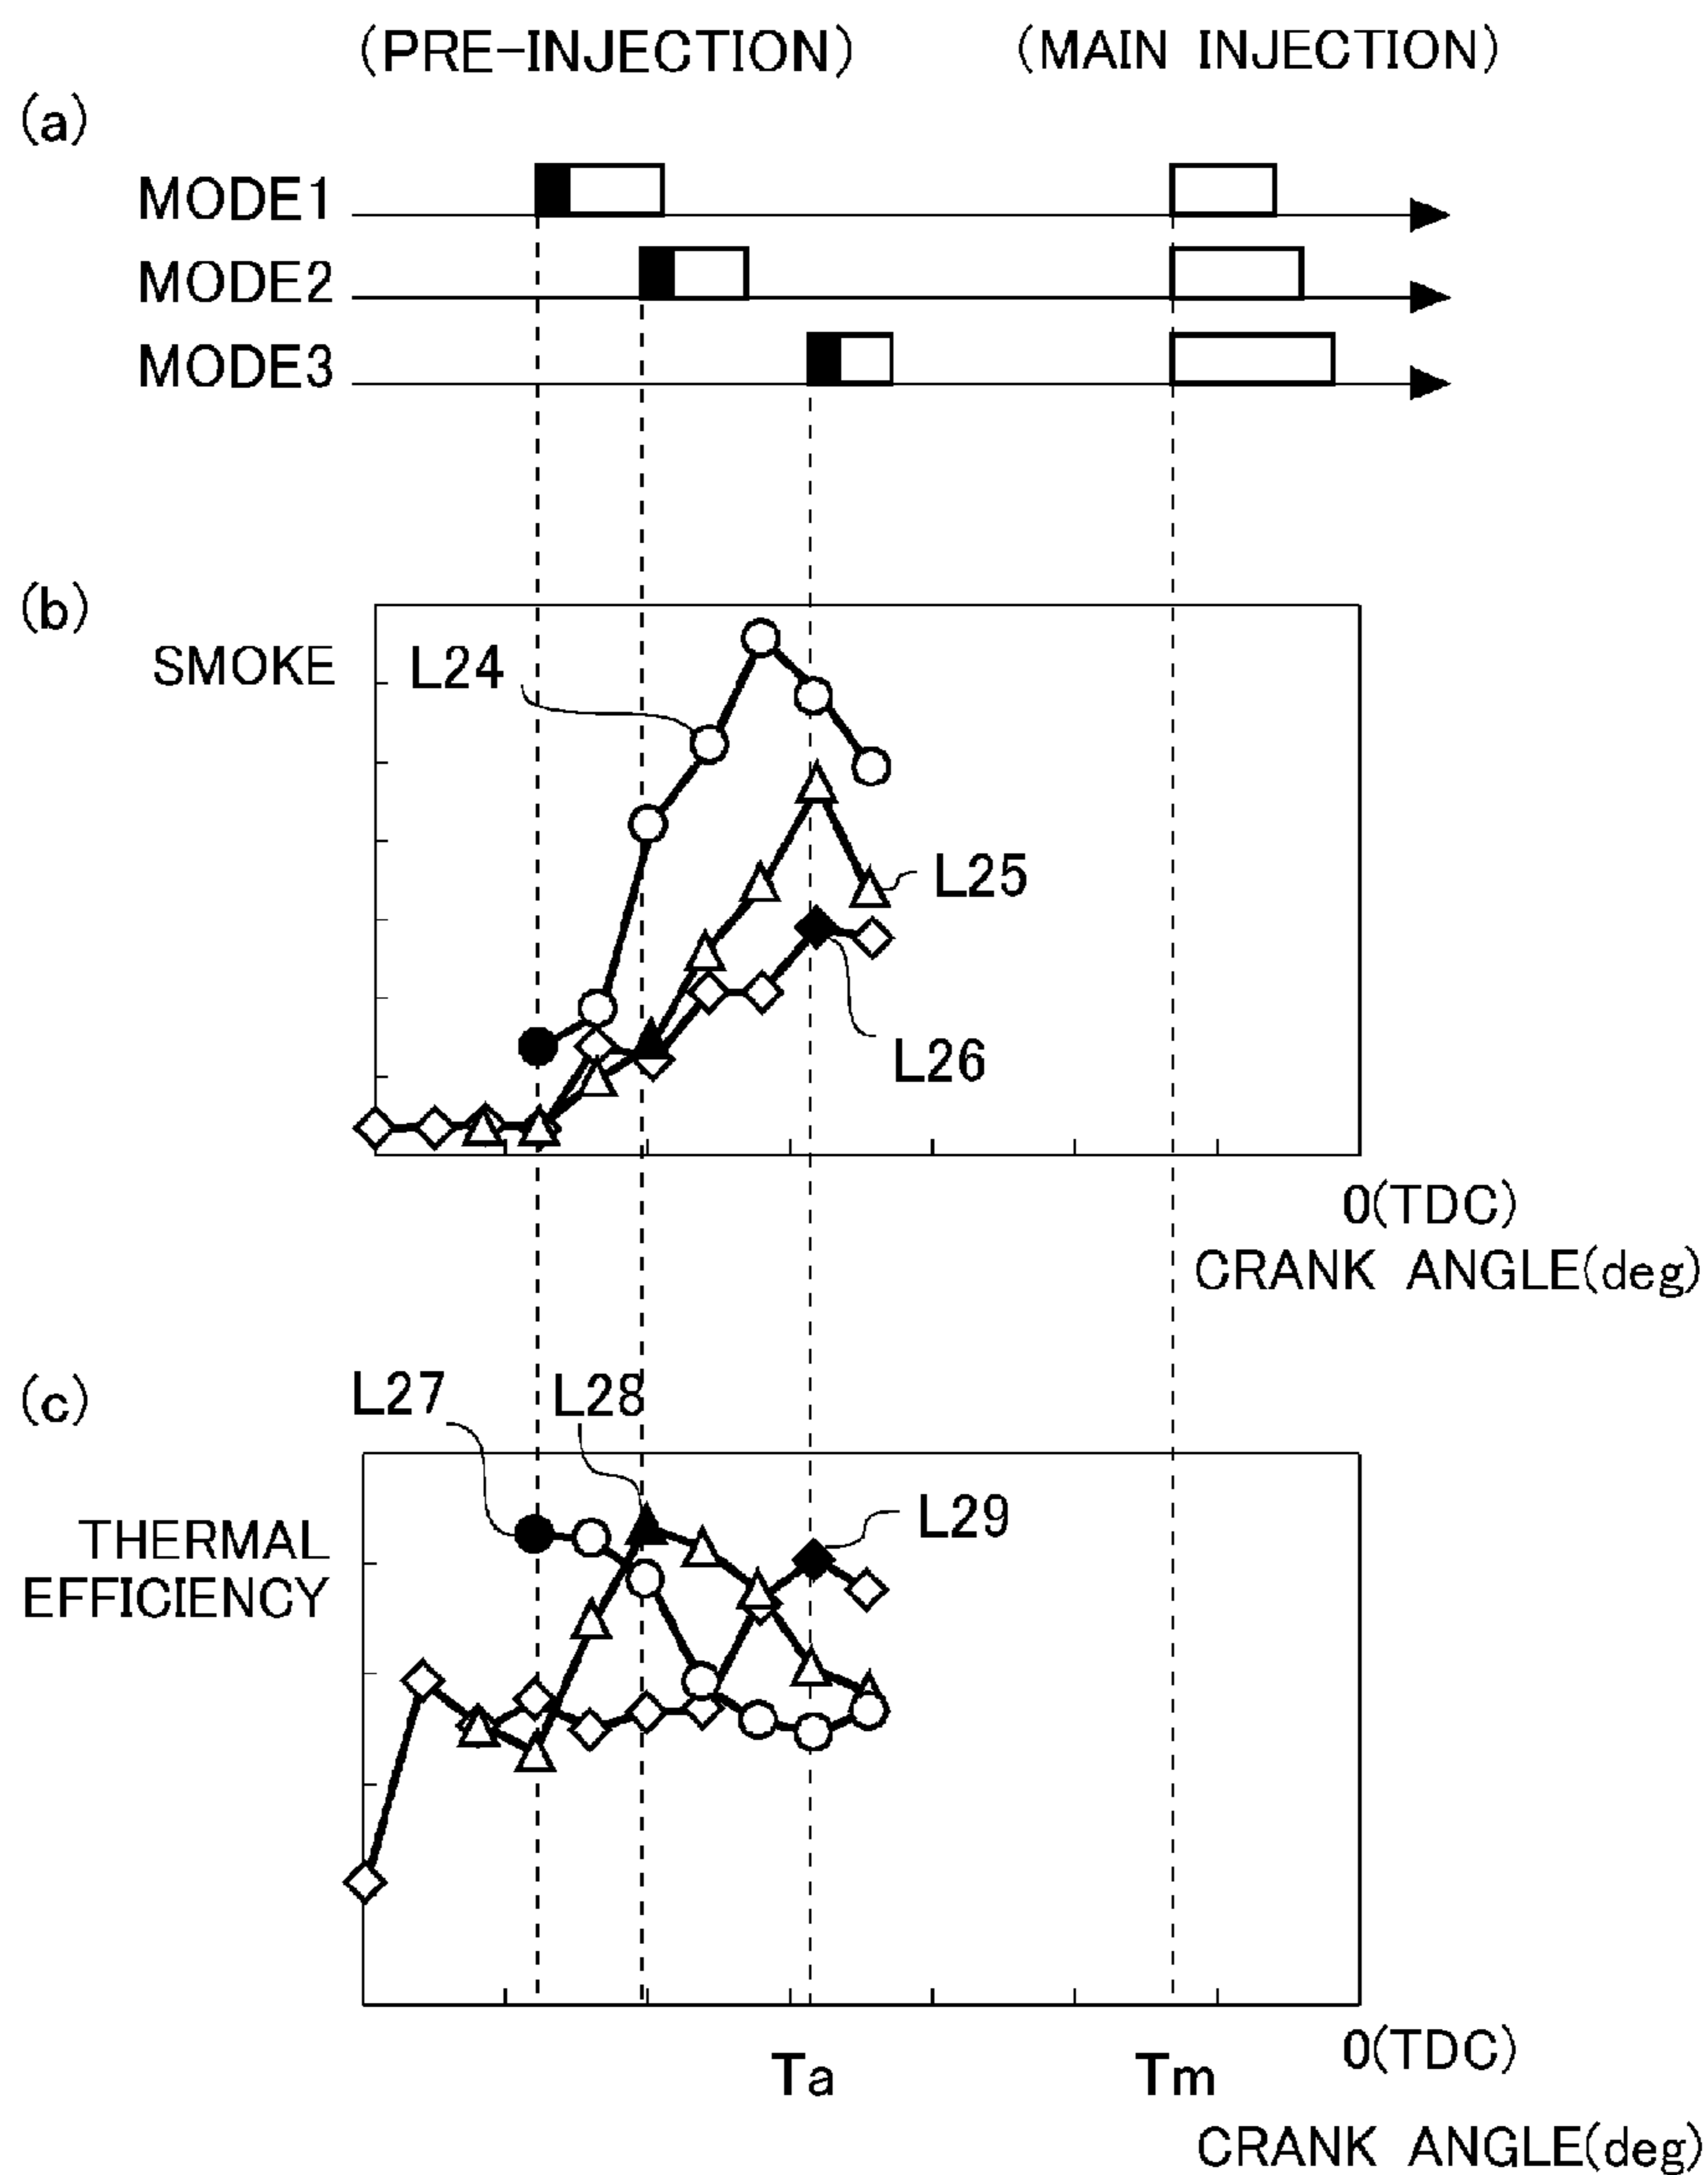 (PRE-INJECTION) (MAIN INJECTION)
(a)
MODE1
MODE2
MODE3
(b)
SMOKE
L24
L25
L26
0(TDC)
CRANK ANGLE(deg)
(c)
L27
L28
L29
THERMAL
EFFICIENCY
Ta
Tm
0(TDC)
CRANK ANGLE(deg)